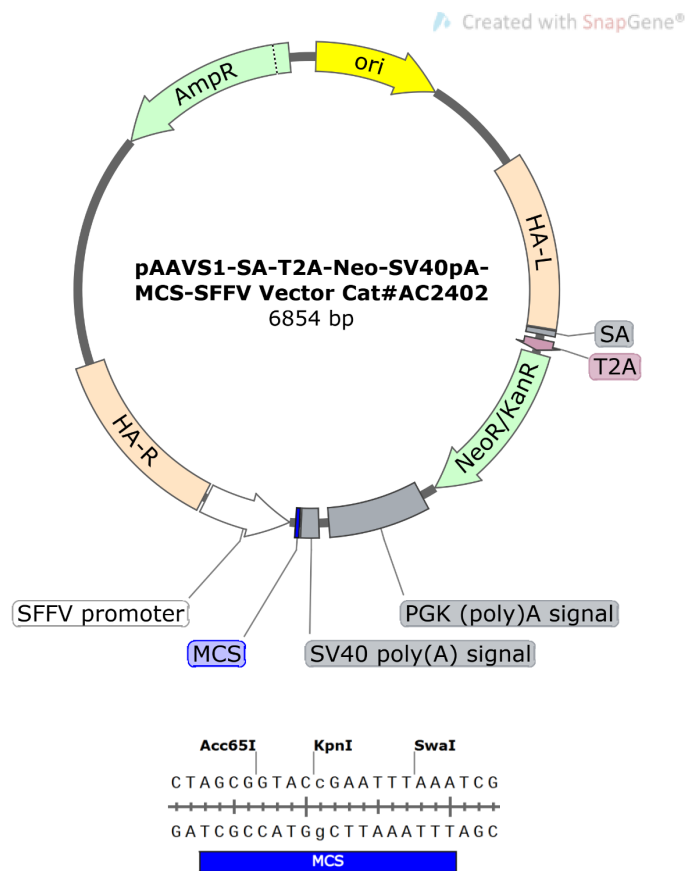 Created with SnapGene®
AmpR
ori
HA-L
pAAVS1-SA-T2A-Neo-SV40pA-
MCS-SFFV Vector Cat#AC2402
6854 bp
SA
T2A
NeoR/KanR
HA-R
SFFV promoter
PGK (poly)A signal
MCS
SV40 poly(A) signal
Acc65I KpnI SwaI
CTAGCGGTACcGAATTTAAATCG
GATCGCCATGgCTTAAATTTAGC
MCS